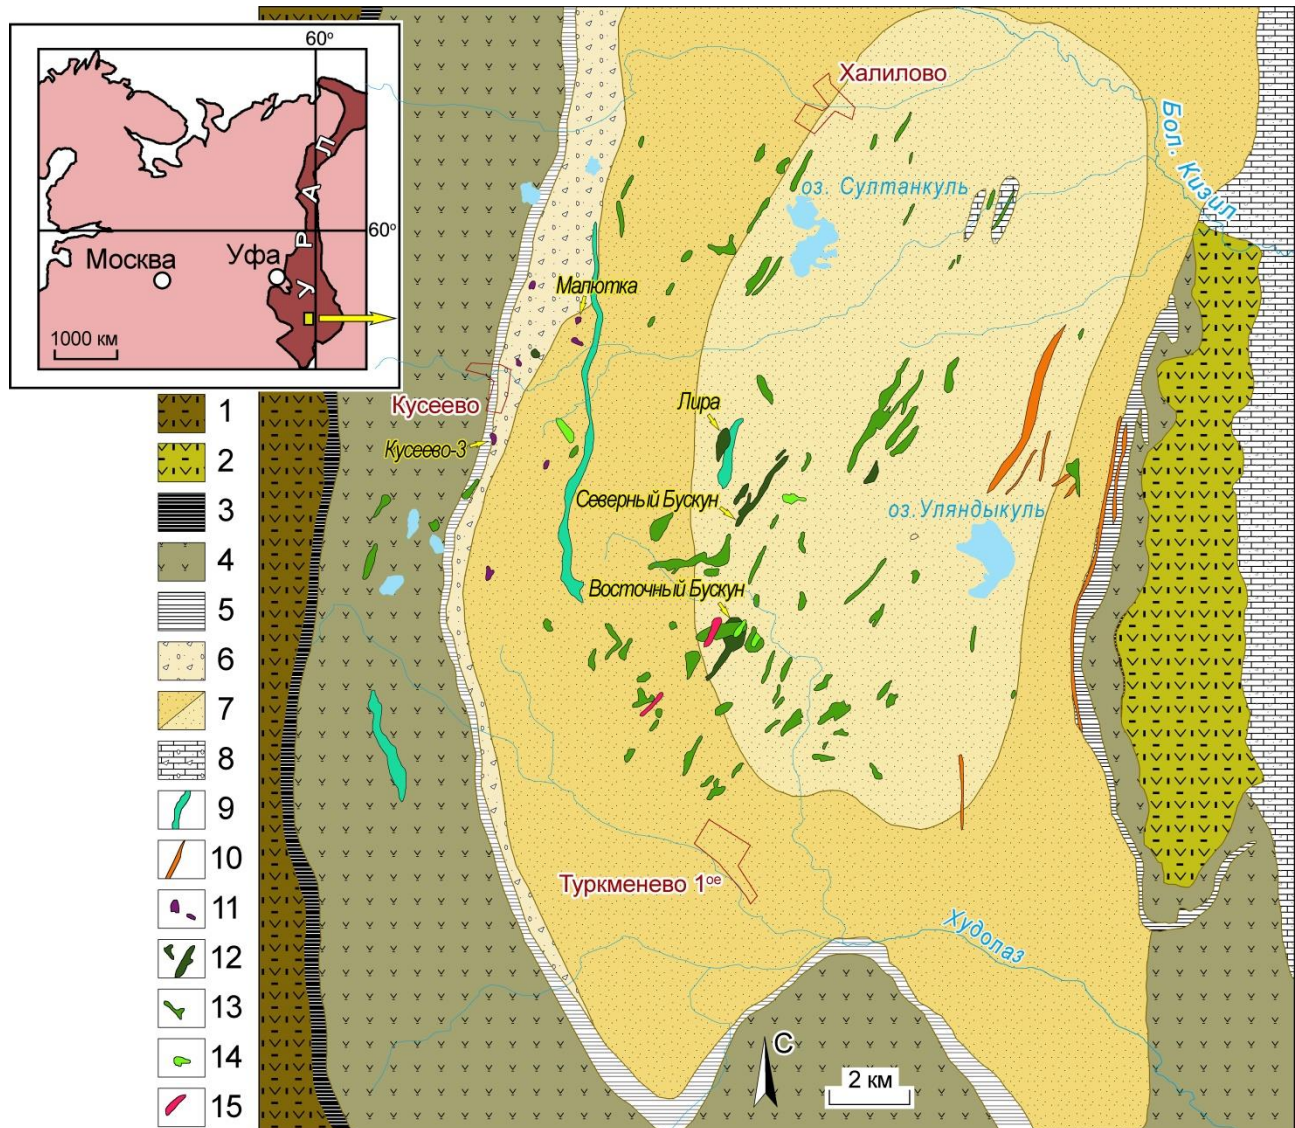 60°
60°
УРАЛ
Москва
Уфа
1000 км
Халилово
Бол. Кизил
оз. Султанкуль
Малютка
Кусеево
Лира
Кусеево-3
Северный Бускун
оз. Уляндыкуль
Восточный Бускун
Туркменево 1ое
Худолаз
С
2 км
1
2
3
4
5
6
7
8
9
10
11
12
13
14
15